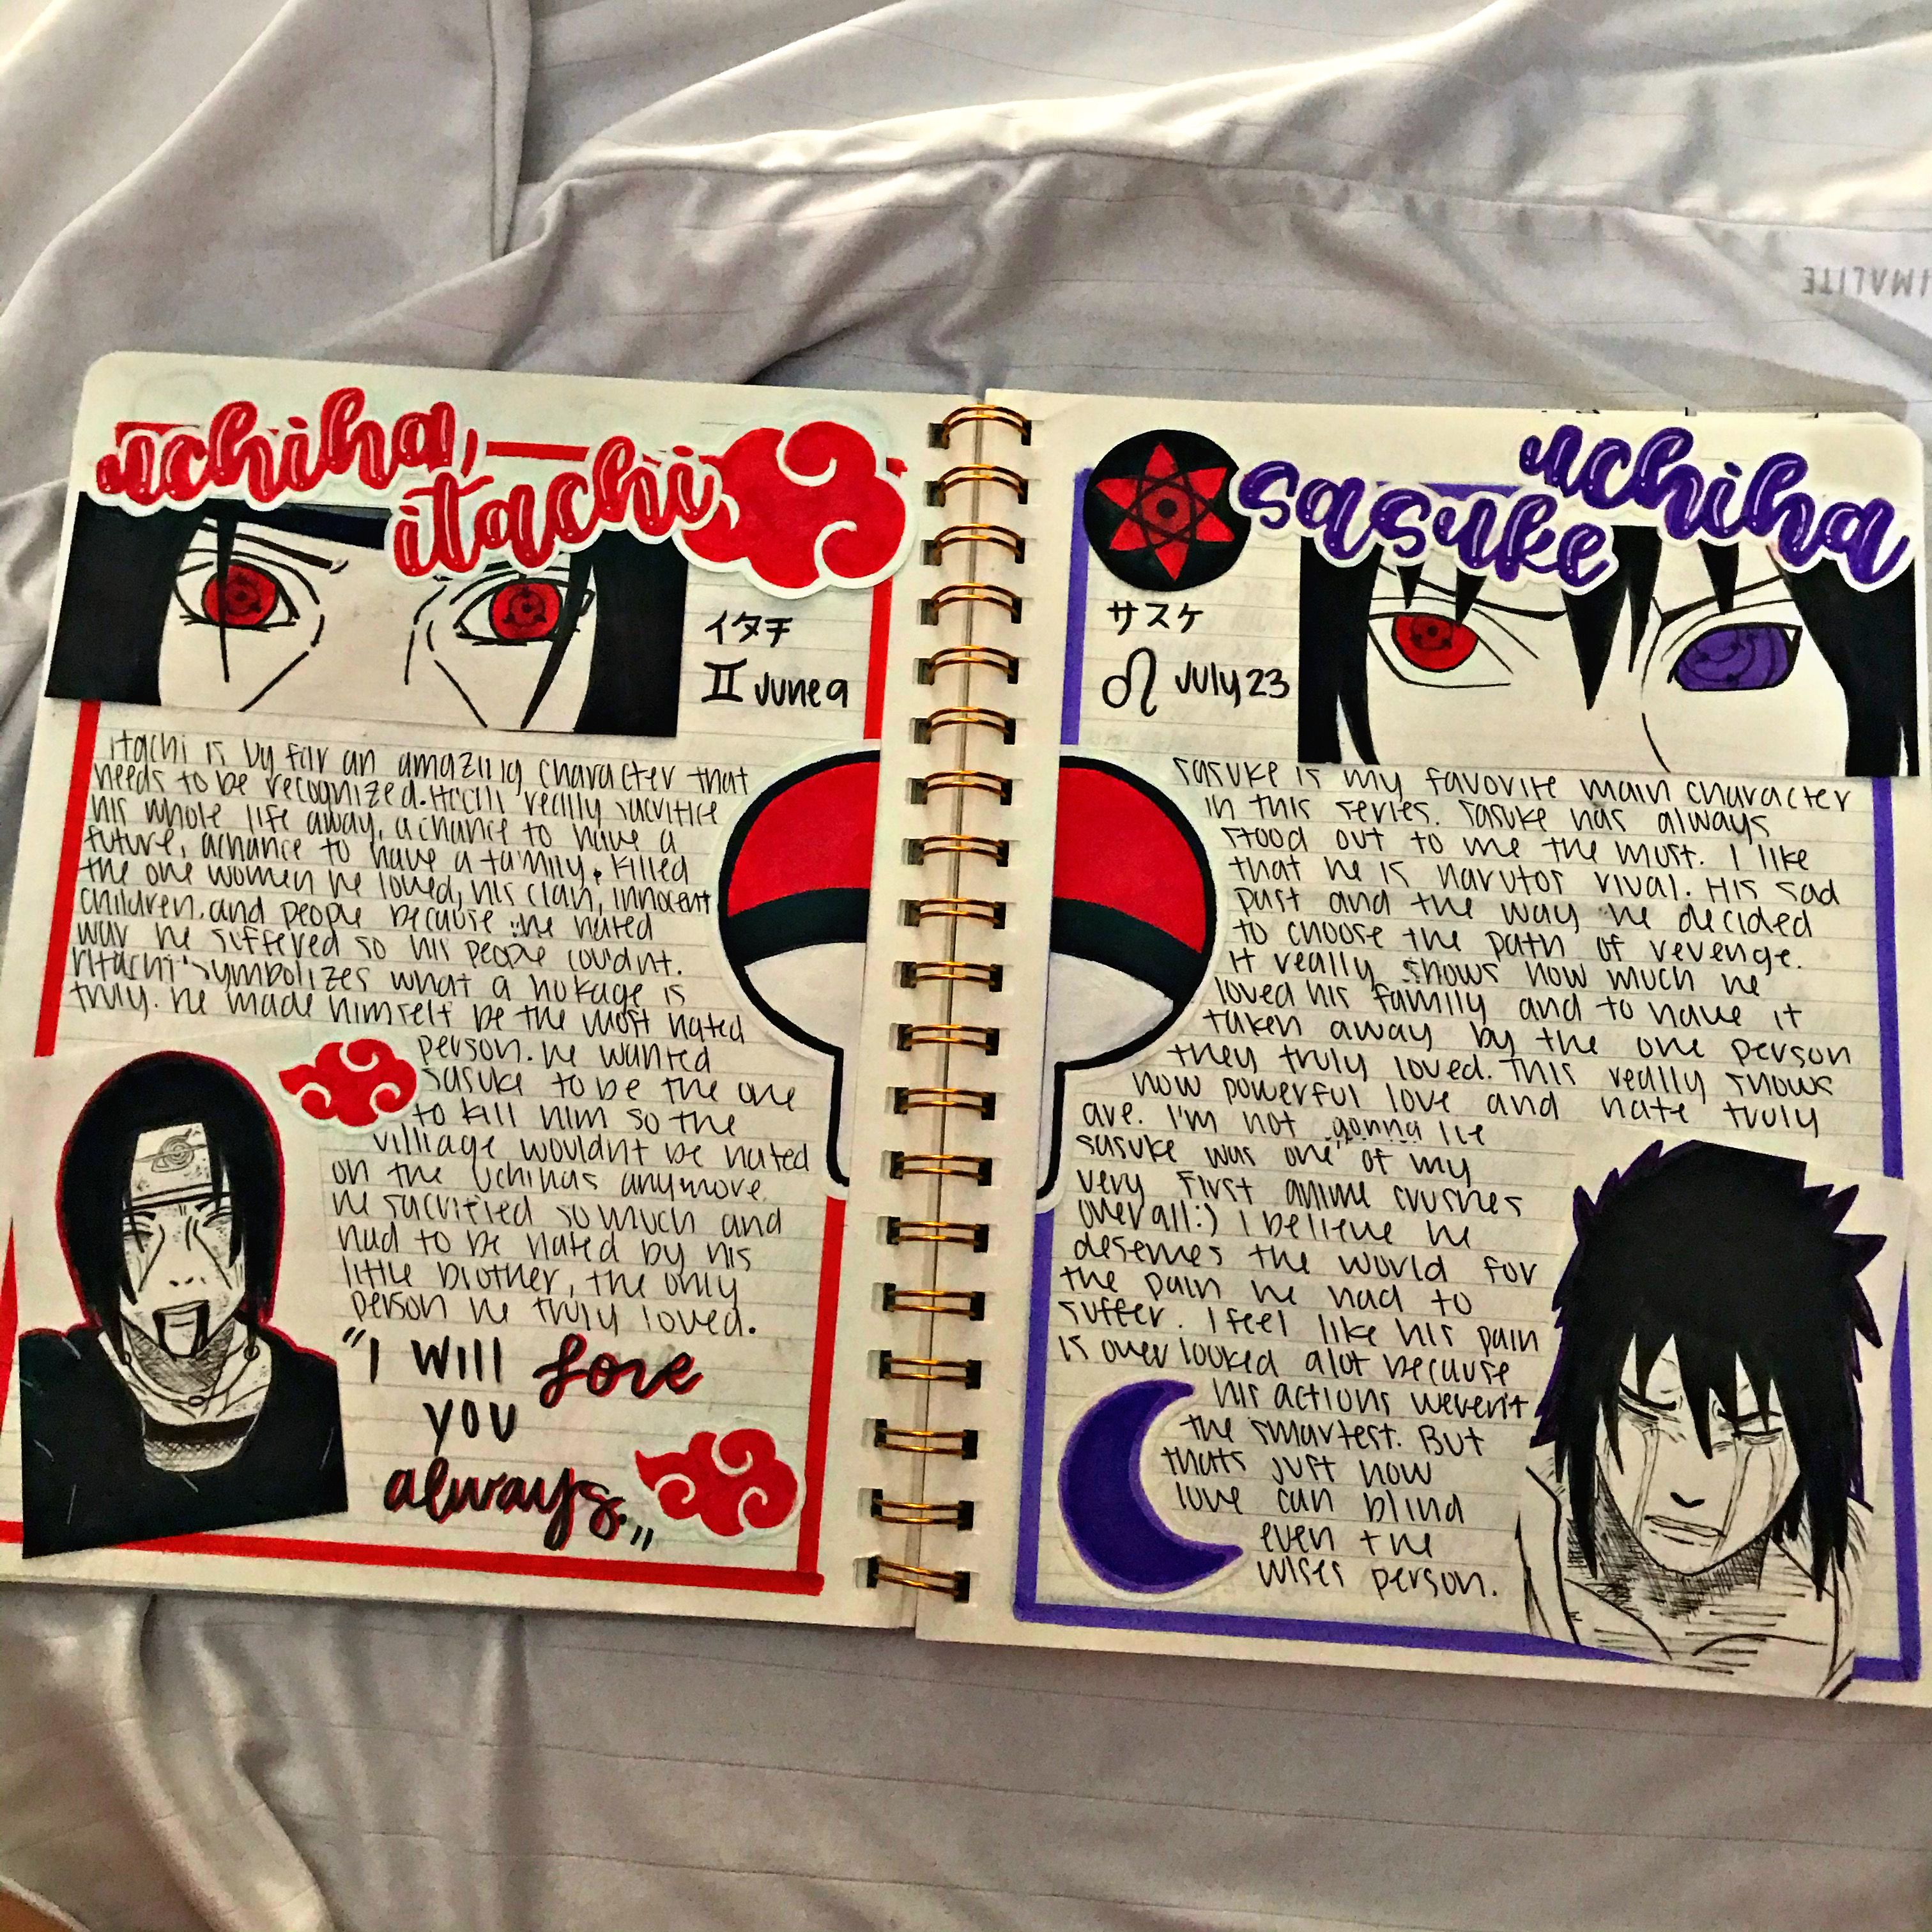 uchiha,
itachi
イタチ
♊ June 9
itachi is by far an amazing character that
needs to be recognized. He'll really sacrifice
his whole life away, a chance to have a
future, a chance to have a family. killed
the one women he loved, his clan, innocent
children, and people because he hated
war he siffered so his people couldnt.
itachi symbolizes what a hokage is
truly. he made himself be the most hated
person. he wanted
sasuke to be the one
to kill him so the
villiage wouldnt be hated
on the Uchihas anymore.
he sacrified so much and
had to be hated by his
little brother, the only
person he truly loved.
"I will love
you
always."
sasuke uchiha
サスケ
♌ July 23
sasuke is my favorite main character
in this series. sasuke has always
stood out to me the most. I like
that he is narutos rival. His sad
past and the way he decided
to choose the path of revenge.
It really shows how much he
loved his family and to have it
taken away by the one person
they truly loved. This really shows
how powerful love and hate truly
are. I'm not gonna lie
sasuke was one of my
very first anime crushes
overall:) I believe he
deserves the world for
the pain he had to
suffer. I feel like his pain
is over looked alot because
his actions weren't
the smartest. But
thats just how
love can blind
even the
wises person.
IMALITE